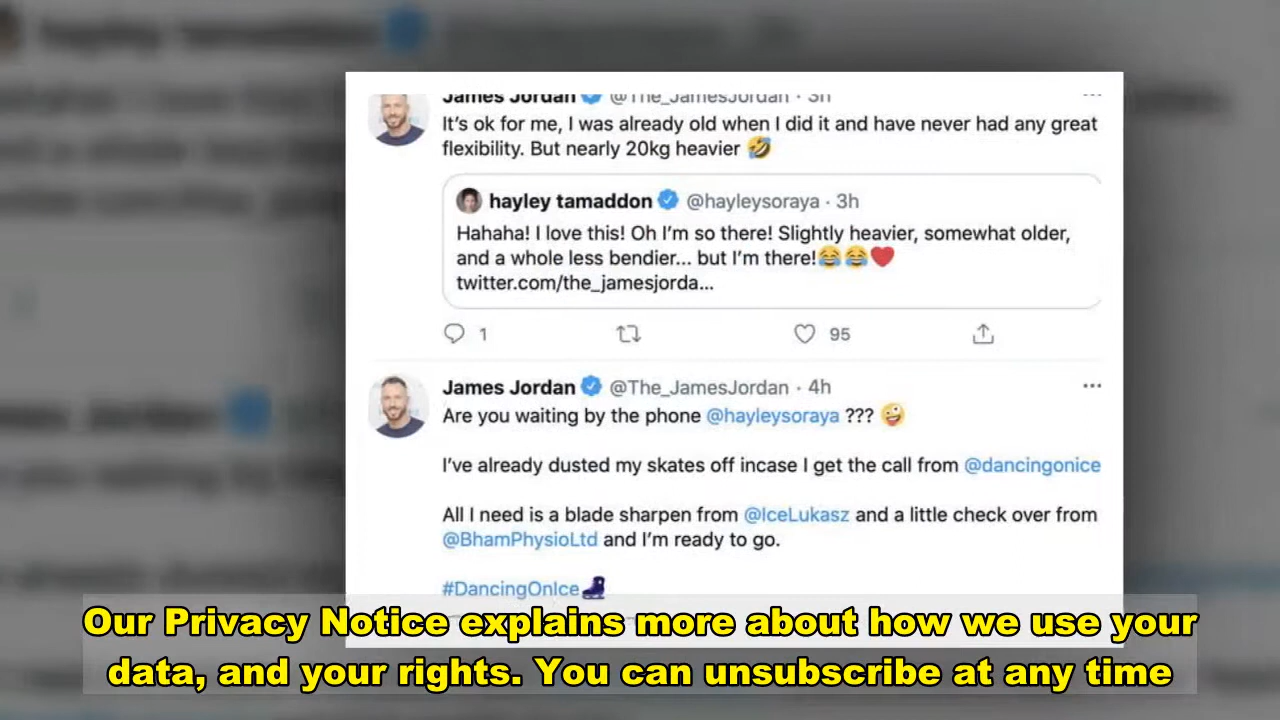 James Jordan @The_JamesJordan · 3h
It's ok for me, I was already old when I did it and have never had any great
flexibility. But nearly 20kg heavier 🤣
hayley tamaddon @hayleysoraya · 3h
Hahaha! I love this! Oh I'm so there! Slightly heavier, somewhat older,
and a whole less bendier... but I'm there!😂😂❤️
twitter.com/the_jamesjorda...
1 95
James Jordan @The_JamesJordan · 4h
Are you waiting by the phone @hayleysoraya ??? 🤪
I've already dusted my skates off incase I get the call from @dancingonice
All I need is a blade sharpen from @IceLukasz and a little check over from
@BhamPhysioLtd and I'm ready to go.
#DancingOnIce
Our Privacy Notice explains more about how we use your
data, and your rights. You can unsubscribe at any time